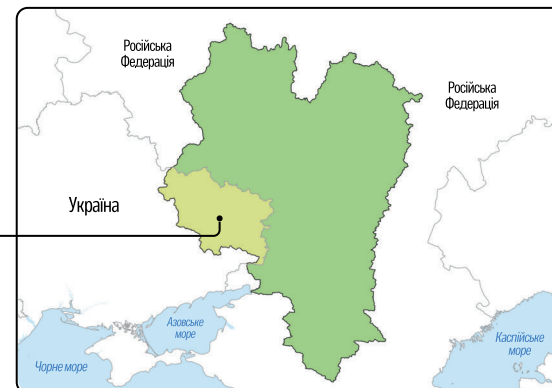 Російська
Федерація
Російська
Федерація
Україна
Азовське
море
Чорне море
Каспійське
море